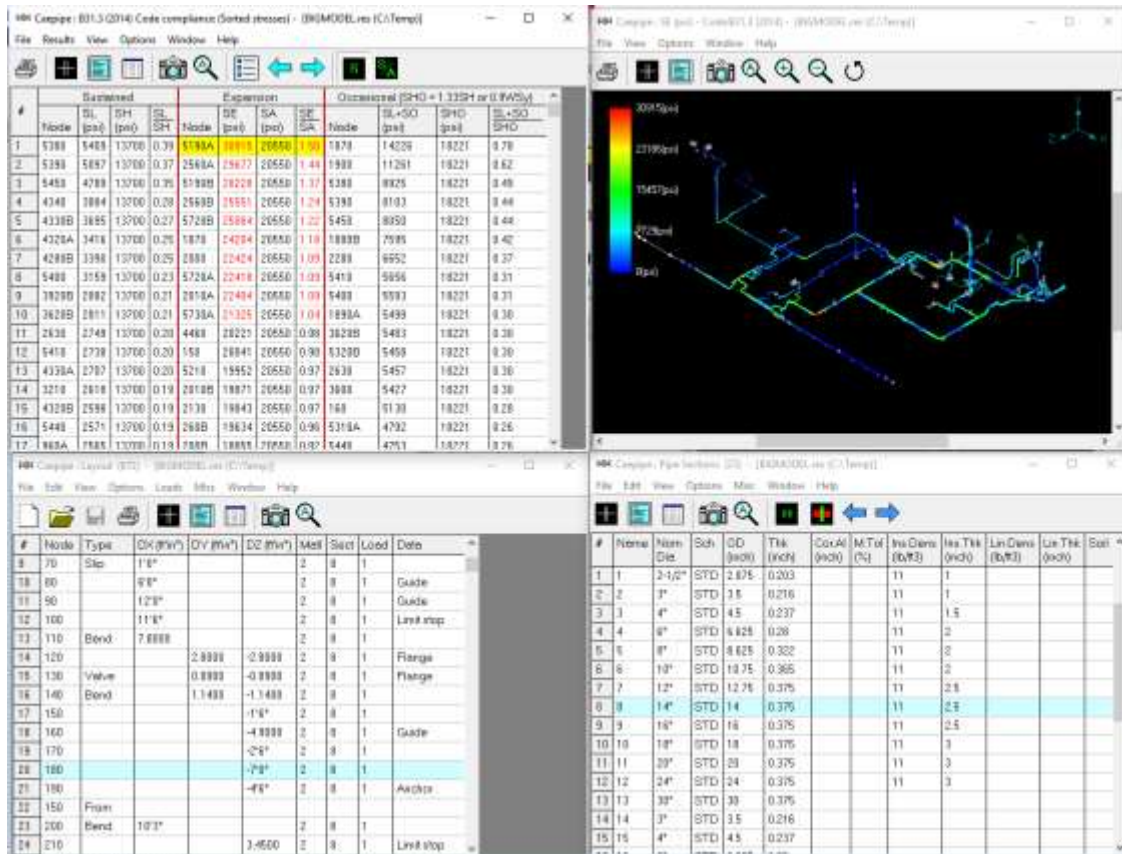 Caepipe : B31.3 (2014) Code compliance (Sorted stresses) - [BIGMODEL.res (C:\Temp)]
File Results View Options Window Help
Sustained Expansion Occasional (SHO = 1.33SH or 0.9WSy)
# Node SL (psi) SH (psi) SL/SH Node SE (psi) SA (psi) SE/SA Node SL+SO (psi) SHO (psi) SL+SO/SHO
1 5380 5409 13700 0.39 5190A 30915 20550 1.50 1870 14226 18221 0.78
2 5390 5097 13700 0.37 2560A 29677 20550 1.44 1900 11261 18221 0.62
3 5450 4789 13700 0.35 5190B 28228 20550 1.37 5380 8925 18221 0.49
4 4340 3884 13700 0.28 2560B 25551 20550 1.24 5390 8103 18221 0.44
5 4330B 3695 13700 0.27 5720B 25064 20550 1.22 5450 8050 18221 0.44
6 4320A 3416 13700 0.25 1870 24204 20550 1.18 1880B 7595 18221 0.42
7 4280B 3398 13700 0.25 2000 22424 20550 1.09 2280 6652 18221 0.37
8 5400 3159 13700 0.23 5720A 22418 20550 1.09 5410 5656 18221 0.31
9 3920B 2882 13700 0.21 2010A 22404 20550 1.09 5400 5593 18221 0.31
10 3620B 2811 13700 0.21 5730A 21325 20550 1.04 1890A 5499 18221 0.30
11 2630 2749 13700 0.20 4460 20221 20550 0.98 3620B 5483 18221 0.30
12 5410 2738 13700 0.20 150 20041 20550 0.98 5320B 5459 18221 0.30
13 4330A 2707 13700 0.20 5210 19952 20550 0.97 2630 5457 18221 0.30
14 3210 2618 13700 0.19 2010B 19871 20550 0.97 3600 5427 18221 0.30
15 4320B 2596 13700 0.19 2130 19843 20550 0.97 160 5130 18221 0.28
16 5440 2571 13700 0.19 260B 19634 20550 0.96 5310A 4792 18221 0.26
17 960A 13700 0.19 20550 0.92 5440 4753 18221 0.26
File View Options Window Help
30915(psi)
23186(psi)
15457(psi)
7729(psi)
0(psi)
Caepipe : Layout - [BIGMODEL.res (C:\Temp)]
File Edit View Options Loads Misc Window Help
# Node Type DX (ft'in") DY (ft'in") DZ (ft'in") Matl Sect Load Data
9 70 Slip 1'0" 2 8 1
10 80 6'0" 2 8 1 Guide
11 90 12'0" 2 8 1 Guide
12 100 11'6" 2 8 1 Limit stop
13 110 Bend 7.8000 2 8 1
14 120 2.9000 -2.9000 2 8 1 Flange
15 130 Valve 0.8900 -0.8900 2 8 1 Flange
16 140 Bend 1.1400 -1.1400 2 8 1
17 150 -1'6" 2 8 1
18 160 -4.9000 2 8 1 Guide
19 170 -2'6" 2 8 1
20 180 -7'0" 2 8 1
21 190 -4'6" 2 8 1 Anchor
22 150 From
23 200 Bend 10'3" 2 8 1
24 210 3.4500 2 8 1 Limit stop
Caepipe : Pipe Sections - [BIGMODEL.res (C:\Temp)]
File Edit View Options Misc Window Help
# Name Nom Dia Sch OD (inch) Thk (inch) Cor.Al (inch) M.Tol (%) Ins.Dens (lb/ft3) Ins.Thk (inch) Lin.Dens (lb/ft3) Lin.Thk (inch) Soil
1 1 2-1/2" STD 2.875 0.203 11 1
2 2 3" STD 3.5 0.216 11 1
3 3 4" STD 4.5 0.237 11 1.5
4 4 6" STD 6.625 0.28 11 2
5 5 8" STD 8.625 0.322 11 2
6 6 10" STD 10.75 0.365 11 2
7 7 12" STD 12.75 0.375 11 2.5
8 8 14" STD 14 0.375 11 2.5
9 9 16" STD 16 0.375 11 2.5
10 10 18" STD 18 0.375 11 3
11 11 20" STD 20 0.375 11 3
12 12 24" STD 24 0.375 11 3
13 13 30" STD 30 0.375
14 14 3" STD 3.5 0.216
15 15 4" STD 4.5 0.237